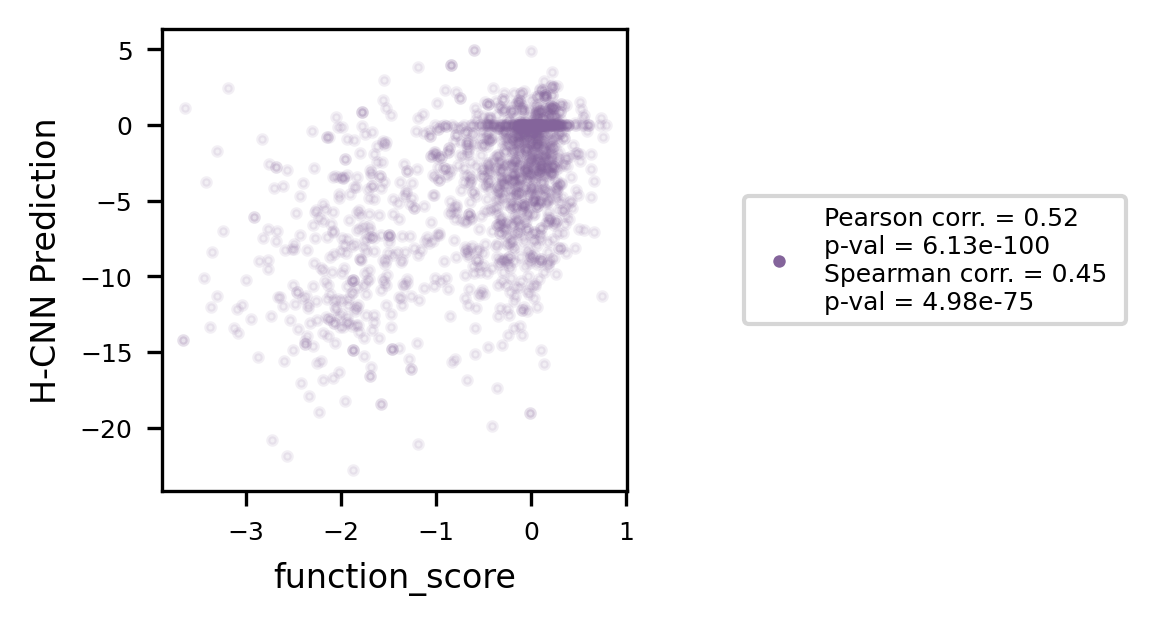 5
0
−5
−10
−15
−20
H-CNN Prediction
−3
−2
−1
0
1
function_score
Pearson corr. = 0.52
p-val = 6.13e-100
Spearman corr. = 0.45
p-val = 4.98e-75